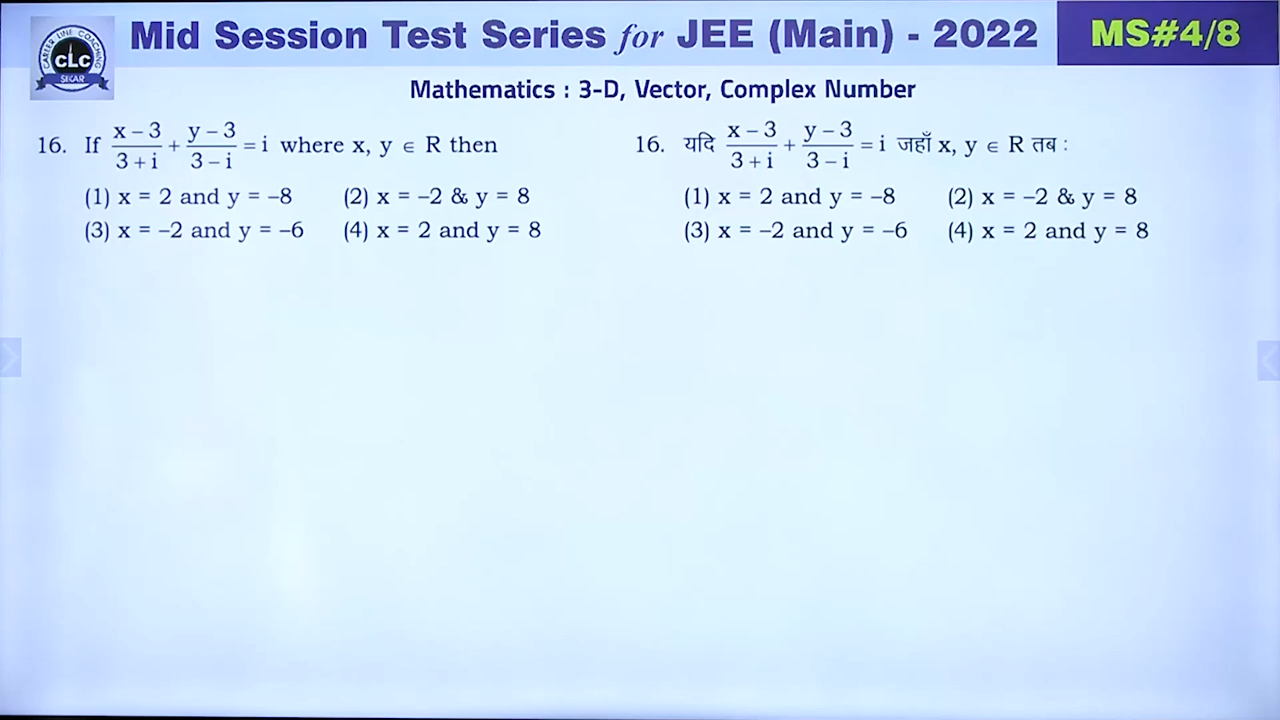 CAREER LINE COACHING
CLC
SIKAR
Mid Session Test Series for JEE (Main) - 2022
MS#4/8
Mathematics : 3-D, Vector, Complex Number
16. If (x – 3)/(3 + i) + (y – 3)/(3 – i) = i where x, y ∈ R then
(1) x = 2 and y = –8 (2) x = –2 & y = 8
(3) x = –2 and y = –6 (4) x = 2 and y = 8
16. यदि (x – 3)/(3 + i) + (y – 3)/(3 – i) = i जहाँ x, y ∈ R तब :
(1) x = 2 and y = –8 (2) x = –2 & y = 8
(3) x = –2 and y = –6 (4) x = 2 and y = 8